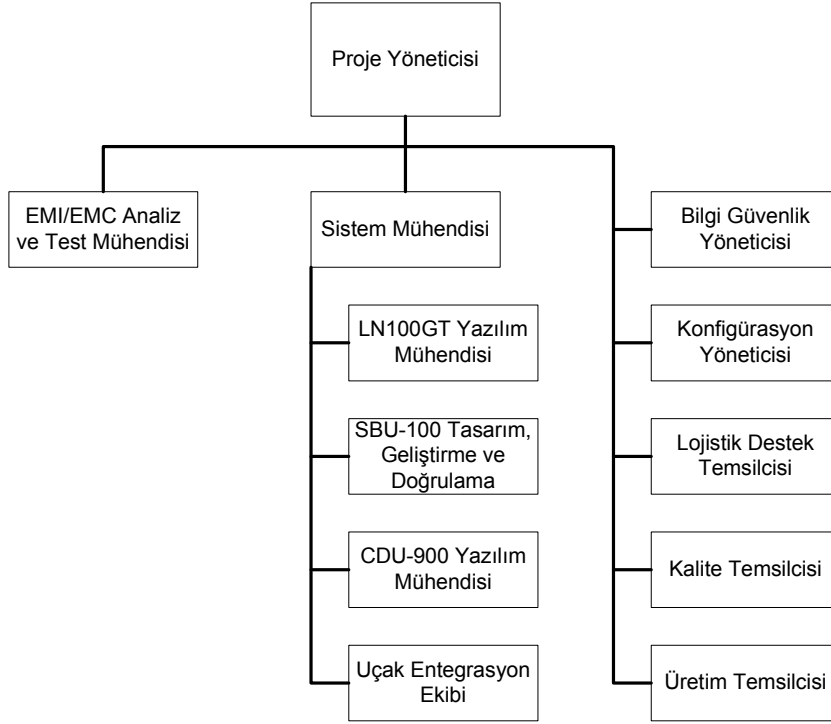 Proje Yöneticisi
EMI/EMC Analiz
ve Test Mühendisi
Sistem Mühendisi
LN100GT Yazılım
Mühendisi
SBU-100 Tasarım,
Geliştirme ve
Doğrulama
CDU-900 Yazılım
Mühendisi
Uçak Entegrasyon
Ekibi
Bilgi Güvenlik
Yöneticisi
Konfigürasyon
Yöneticisi
Lojistik Destek
Temsilcisi
Kalite Temsilcisi
Üretim Temsilcisi